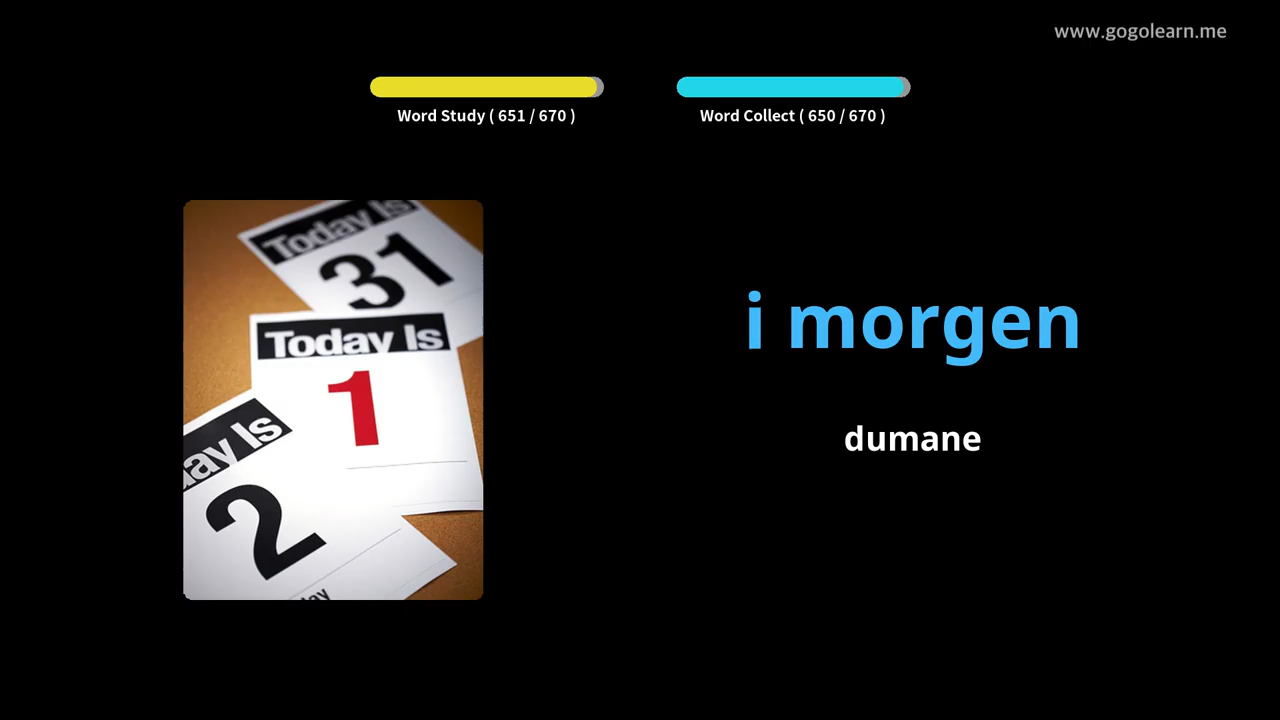 www.gogolearn.me
Word Study ( 651 / 670 )
Word Collect ( 650 / 670 )
Today Is
31
Today Is
1
ay Is
2
ay
i morgen
dumane